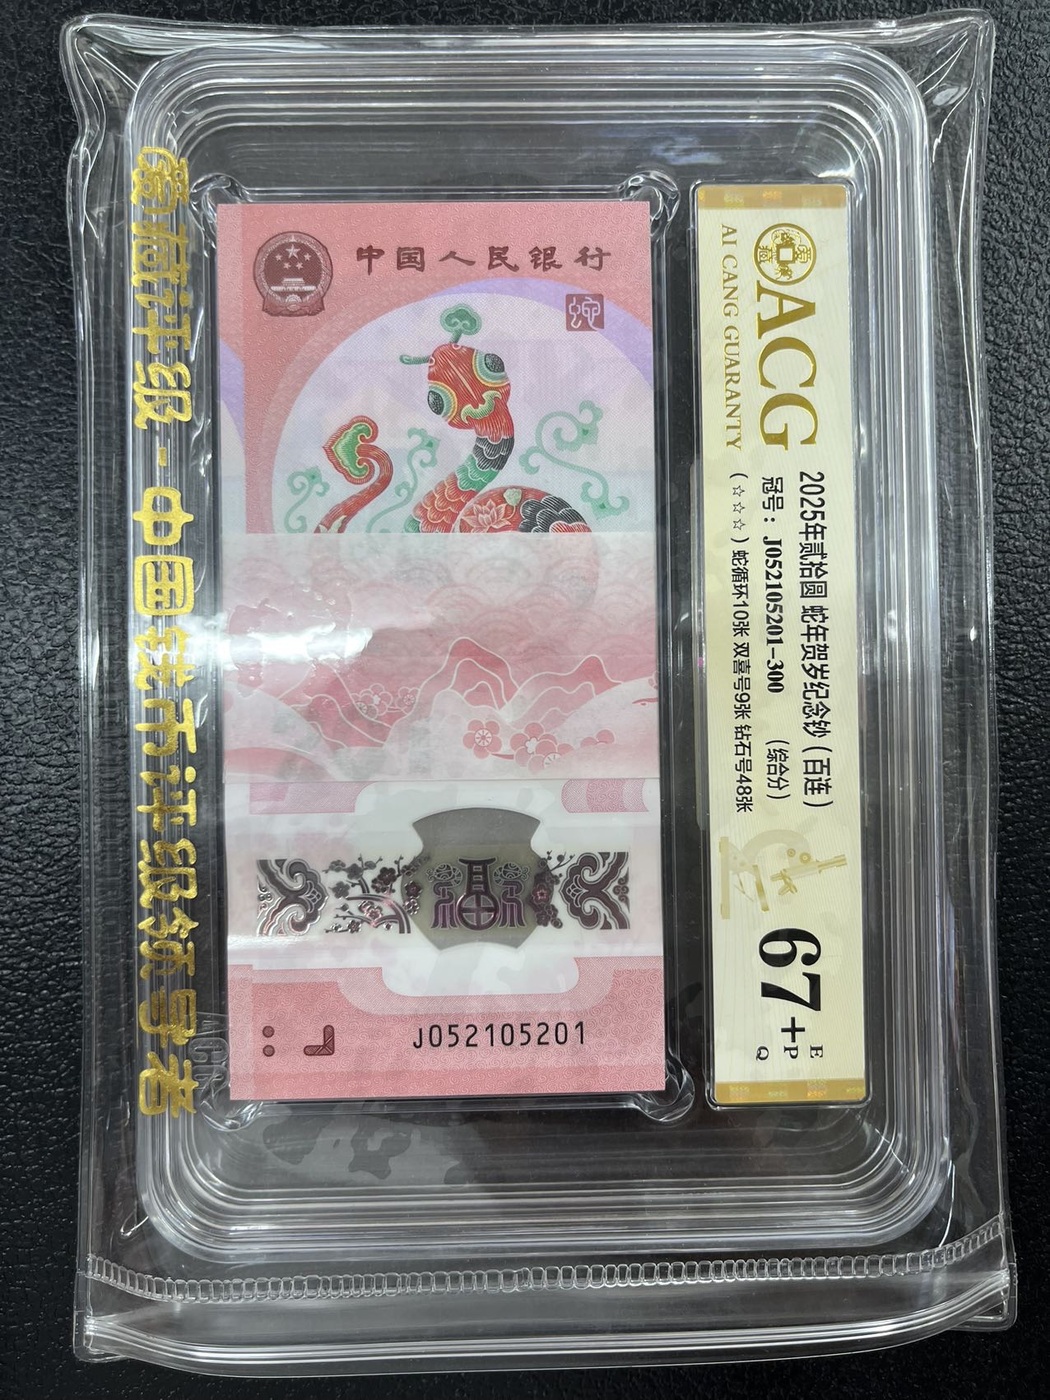 爱藏评级-中国钱币评级领导者
中国人民银行
蛇
J052105201
ACG
AI CANG GUARANTY
2025年贰拾圆 蛇年贺岁纪念钞（百连）
冠号：J052105201-300 （综合分）
（☆☆☆）蛇循环10张 双喜号9张 钻石号48张
67+
E
P
Q